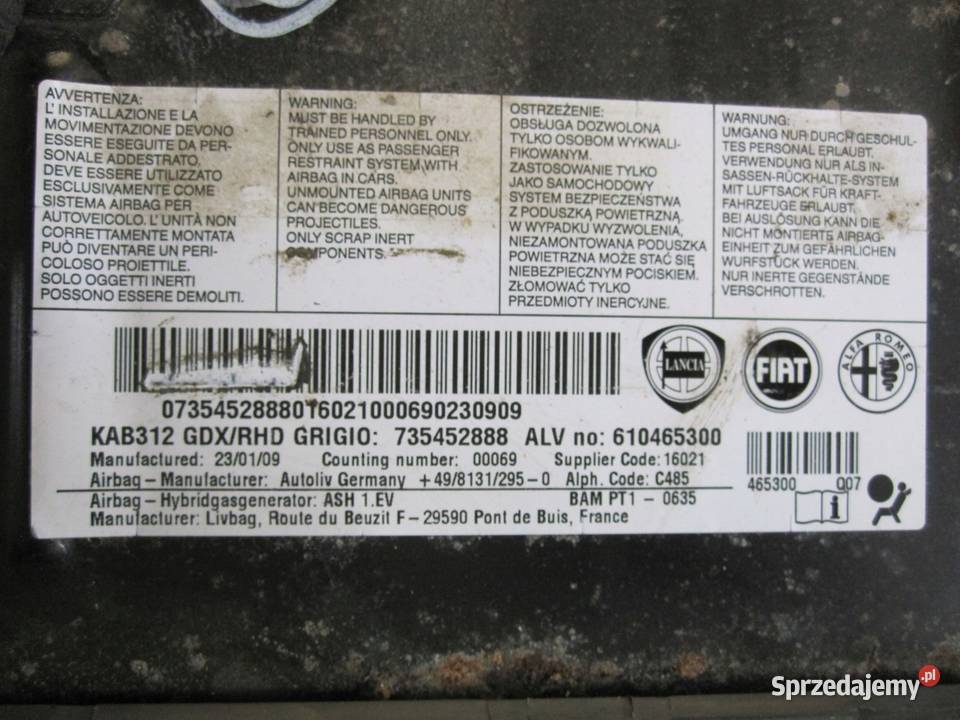 AVVERTENZA:
L' INSTALLAZIONE E LA
MOVIMENTAZIONE DEVONO
ESSERE ESEGUITE DA PER-
SONALE ADDESTRATO,
DEVE ESSERE UTILIZZATO
ESCLUSIVAMENTE COME
SISTEMA AIRBAG PER
AUTOVEICOLO. L' UNITÀ NON
CORRETTAMENTE MONTATA
PUÒ DIVENTARE UN PERI-
COLOSO PROIETTILE.
SOLO OGGETTI INERTI
POSSONO ESSERE DEMOLITI.
WARNING:
MUST BE HANDLED BY
TRAINED PERSONNEL ONLY.
ONLY USE AS PASSENGER
RESTRAINT SYSTEM WITH
AIRBAG IN CARS.
UNMOUNTED AIRBAG UNITS
CAN BECOME DANGEROUS
PROJECTILES.
ONLY SCRAP INERT
COMPONENTS.
OSTRZEŻENIE:
OBSŁUGA DOZWOLONA
TYLKO OSOBOM WYKWALI-
FIKOWANYM.
ZASTOSOWANIE TYLKO
JAKO SAMOCHODOWY
SYSTEM BEZPIECZEŃSTWA
Z PODUSZKĄ POWIETRZNĄ.
W WYPADKU WYZWOLENIA,
NIEZAMONTOWANA PODUSZKA
POWIETRZNA MOŻE STAĆ SIĘ
NIEBEZPIECZNYM POCISKIEM.
ZŁOMOWAĆ TYLKO
PRZEDMIOTY INERCYJNE.
WARNUNG:
UMGANG NUR DURCH GESCHUL-
TES PERSONAL ERLAUBT.
VERWENDUNG NUR ALS IN-
SASSEN-RÜCKHALTE-SYSTEM
MIT LUFTSACK FÜR KRAFT-
FAHRZEUGE ERLAUBT.
BEI AUSLÖSUNG KANN DIE
NICHT MONTIERTE AIRBAG-
EINHEIT ZUM GEFÄHRLICHEN
WURFSTÜCK WERDEN.
NUR INERTE GEGENSTÄNDE
VERSCHROTTEN.
LANCIA
FIAT
ALFA ROMEO
07354528880160210006902309​09
KAB312 GDX/RHD GRIGIO: 735452888 ALV no: 610465300
Manufactured: 23/01/09 Counting number: 00069 Supplier Code: 16021
Airbag – Manufacturer: Autoliv Germany +49/8131/295-0 Alph. Code: C485
Airbag – Hybridgasgenerator: ASH 1.EV BAM PT1 - 0635
Manufacturer: Livbag, Route du Beuzit F – 29590 Pont de Buis, France
465300 007
i
Sprzedajemy.pl